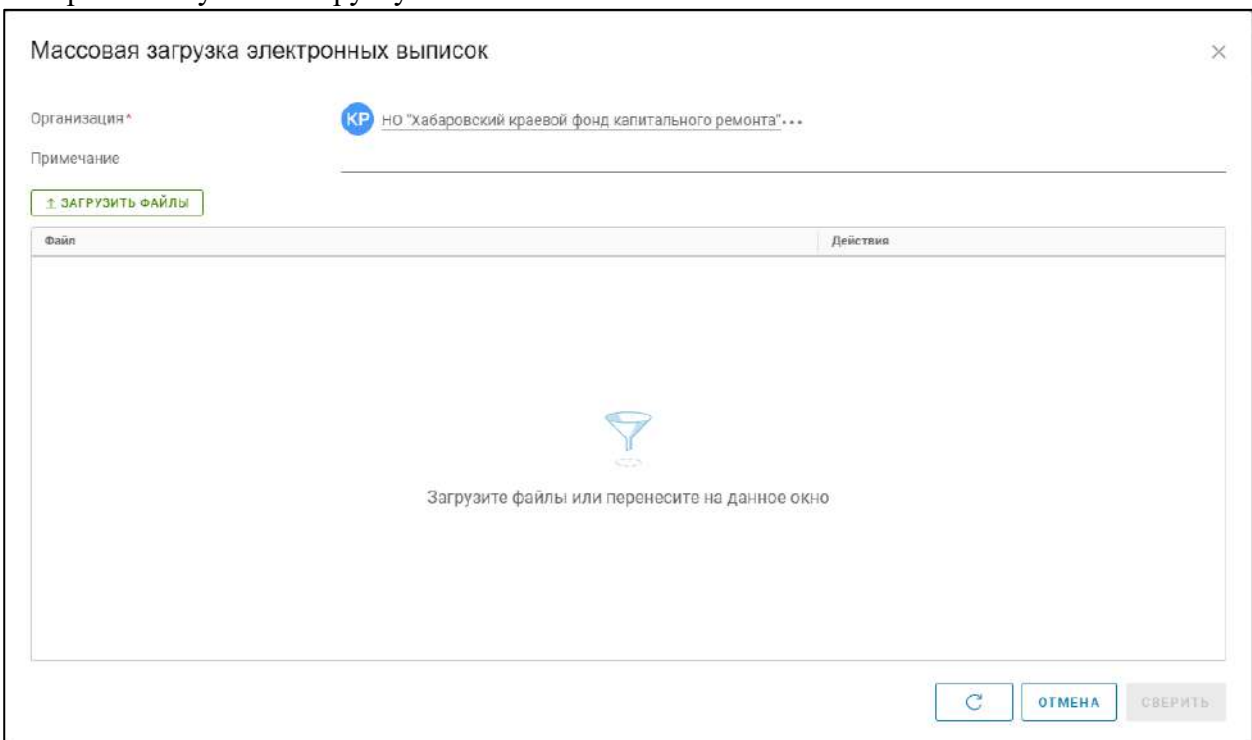 Массовая загрузка электронных выписок
Организация*
КР НО "Хабаровский краевой фонд капитального ремонта"...
Примечание
ЗАГРУЗИТЬ ФАЙЛЫ
Файл Действия
Загрузите файлы или перенесите на данное окно
ОТМЕНА СВЕРИТЬ